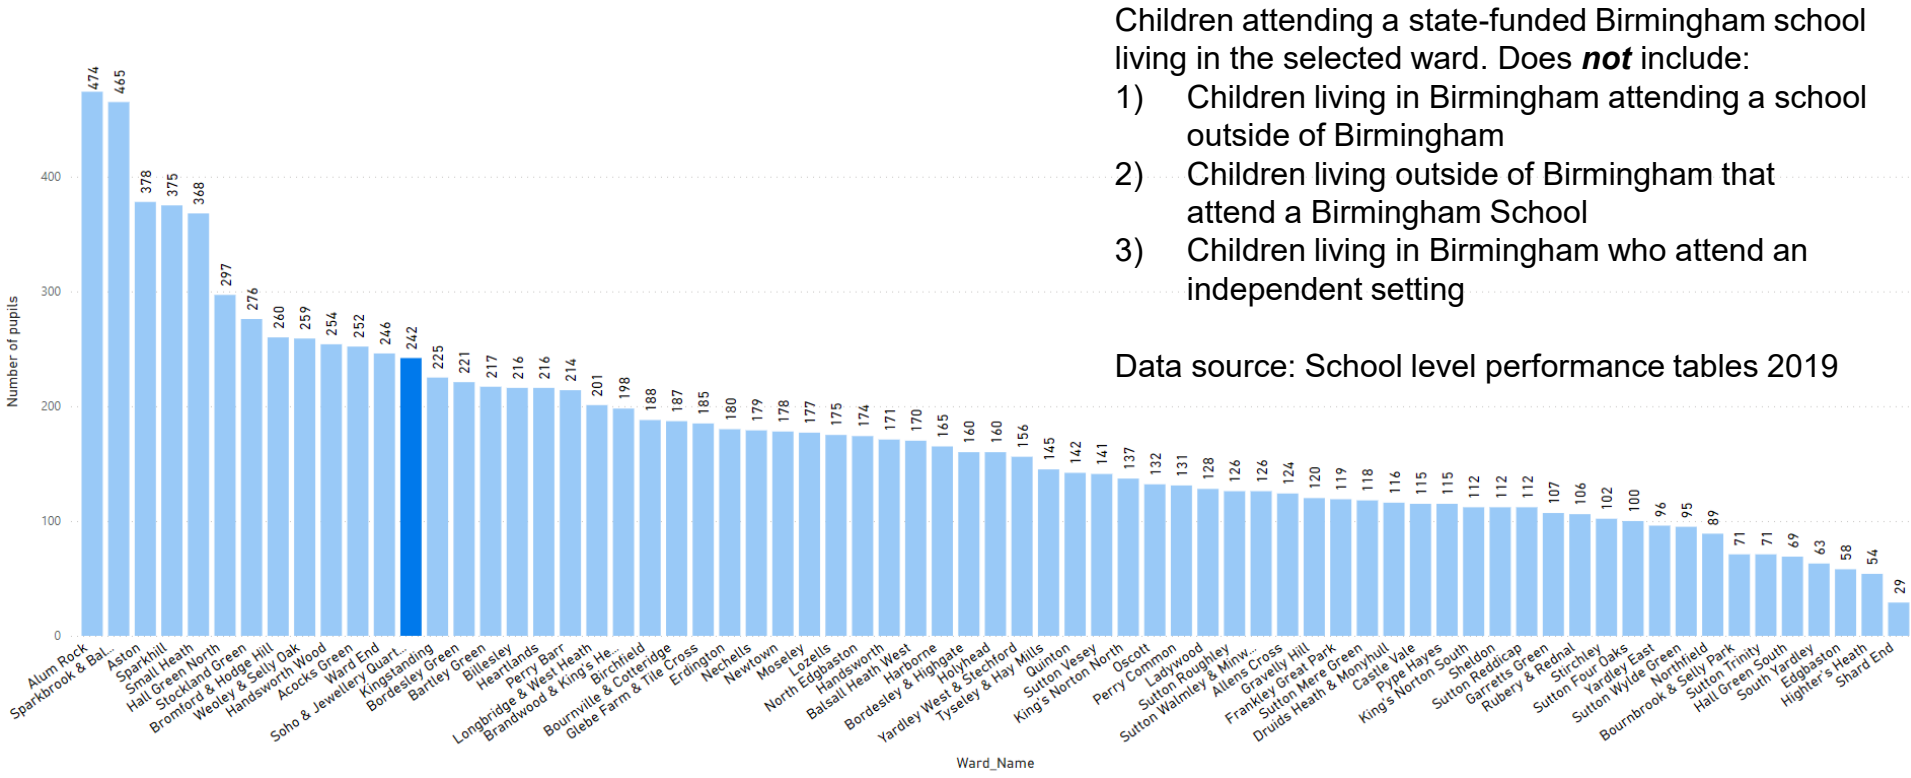 Children attending a state-funded Birmingham school
living in the selected ward. Does not include:
1) Children living in Birmingham attending a school
outside of Birmingham
2) Children living outside of Birmingham that
attend a Birmingham School
3) Children living in Birmingham who attend an
independent setting
Data source: School level performance tables 2019
Number of pupils
400
300
200
100
0
474
465
378
375
368
297
276
260
259
254
252
246
242
225
221
217
216
216
214
201
198
188
187
185
180
179
178
177
175
174
171
170
165
160
160
156
145
142
141
137
132
131
128
126
126
124
120
119
118
116
115
115
112
112
112
107
106
102
100
96
95
89
71
71
69
63
58
54
29
Alum Rock
Sparkbrook & Bal...
Aston
Sparkhill
Small Heath
Hall Green North
Stockland Green
Bromford & Hodge Hill
Weoley & Selly Oak
Handsworth Wood
Acocks Green
Ward End
Soho & Jewellery Quart...
Kingstanding
Bordesley Green
Bartley Green
Billesley
Heartlands
Perry Barr
Longbridge & West Heath
Brandwood & King's He...
Birchfield
Bournville & Cotteridge
Glebe Farm & Tile Cross
Erdington
Nechells
Newtown
Moseley
Lozells
North Edgbaston
Handsworth
Balsall Heath West
Harborne
Bordesley & Highgate
Holyhead
Yardley West & Stechford
Tyseley & Hay Mills
Quinton
Sutton Vesey
King's Norton North
Oscott
Perry Common
Ladywood
Sutton Roughley
Sutton Walmley & Minw...
Allens Cross
Gravelly Hill
Frankley Great Park
Sutton Mere Green
Druids Heath & Monyhull
Castle Vale
Pype Hayes
King's Norton South
Sheldon
Sutton Reddicap
Garretts Green
Rubery & Rednal
Stirchley
Sutton Four Oaks
Yardley East
Sutton Wylde Green
Northfield
Bournbrook & Selly Park
Sutton Trinity
Hall Green South
South Yardley
Edgbaston
Highter's Heath
Shard End
Ward_Name